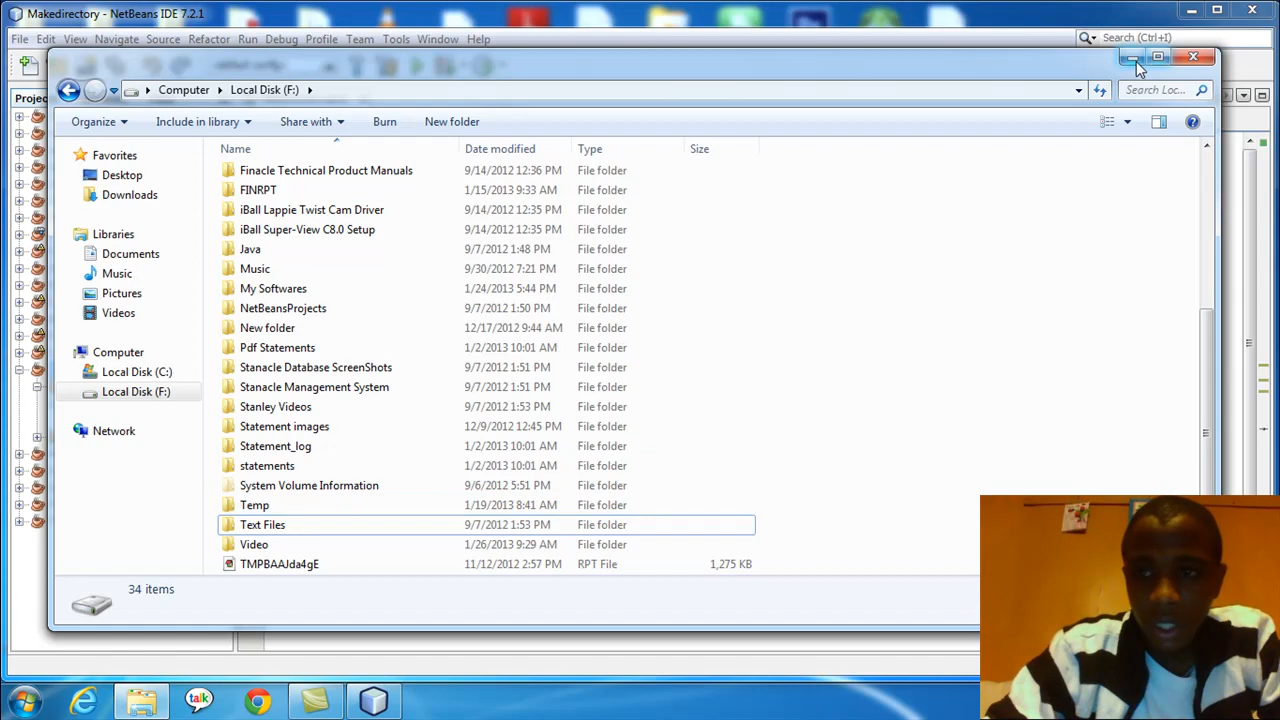 Makedirectory - NetBeans IDE 7.2.1
File Edit View Navigate Source Refactor Run Debug Profile Team Tools Window Help
Search (Ctrl+I)
Computer Local Disk (F:)
Search Loc...
Organize Include in library Share with Burn New folder
Projec
Name Date modified Type Size
Favorites
Desktop
Downloads
Libraries
Documents
Music
Pictures
Videos
Computer
Local Disk (C:)
Local Disk (F:)
Network
Finacle Technical Product Manuals 9/14/2012 12:36 PM File folder
FINRPT 1/15/2013 9:33 AM File folder
iBall Lappie Twist Cam Driver 9/14/2012 12:35 PM File folder
iBall Super-View C8.0 Setup 9/14/2012 12:35 PM File folder
Java 9/7/2012 1:48 PM File folder
Music 9/30/2012 7:21 PM File folder
My Softwares 1/24/2013 5:44 PM File folder
NetBeansProjects 9/7/2012 1:50 PM File folder
New folder 12/17/2012 9:44 AM File folder
Pdf Statements 1/2/2013 10:01 AM File folder
Stanacle Database ScreenShots 9/7/2012 1:51 PM File folder
Stanacle Management System 9/7/2012 1:51 PM File folder
Stanley Videos 9/7/2012 1:53 PM File folder
Statement images 12/9/2012 12:45 PM File folder
Statement_log 1/2/2013 10:01 AM File folder
statements 1/2/2013 10:01 AM File folder
System Volume Information 9/6/2012 5:51 PM File folder
Temp 1/19/2013 8:41 AM File folder
Text Files 9/7/2012 1:53 PM File folder
Video 1/26/2013 9:29 AM File folder
TMPBAAJda4gE 11/12/2012 2:57 PM RPT File 1,275 KB
34 items
talk